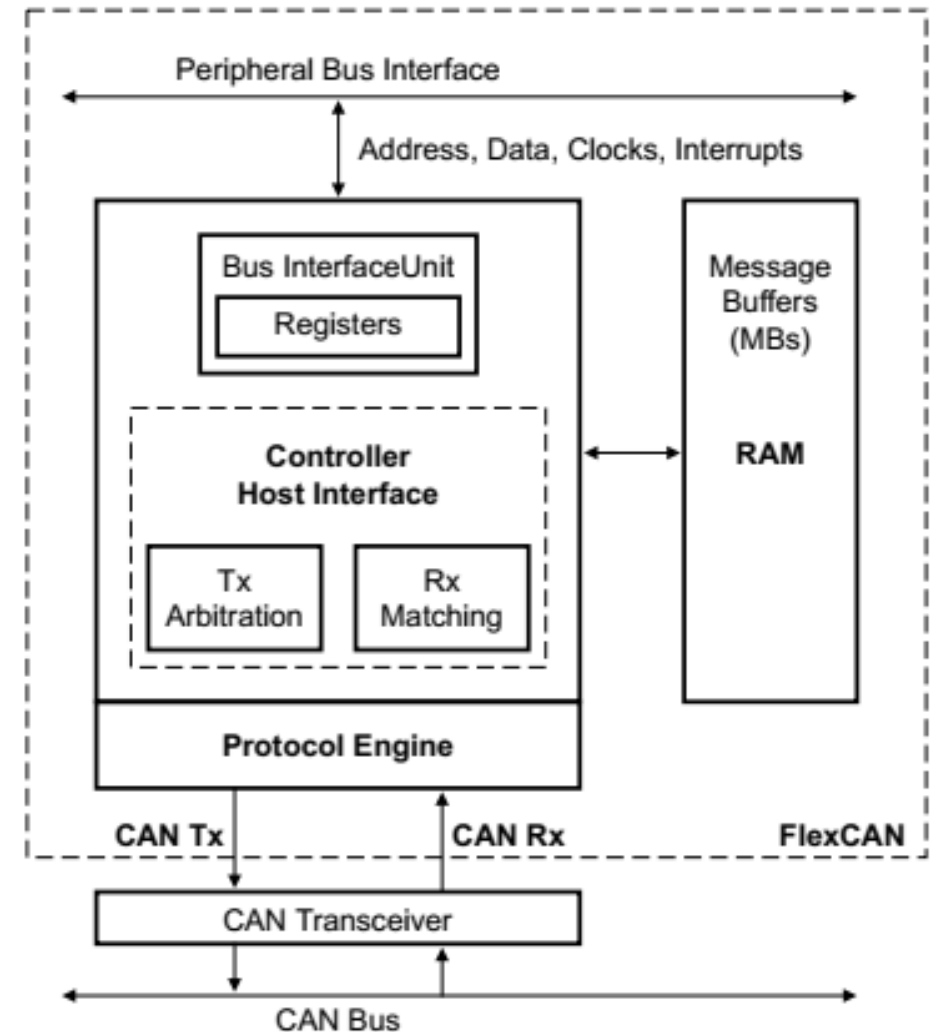 Peripheral Bus Interface
Address, Data, Clocks, Interrupts
Bus InterfaceUnit
Registers
Message
Buffers
(MBs)
RAM
Controller
Host Interface
Tx
Arbitration
Rx
Matching
Protocol Engine
CAN Tx
CAN Rx
FlexCAN
CAN Transceiver
CAN Bus